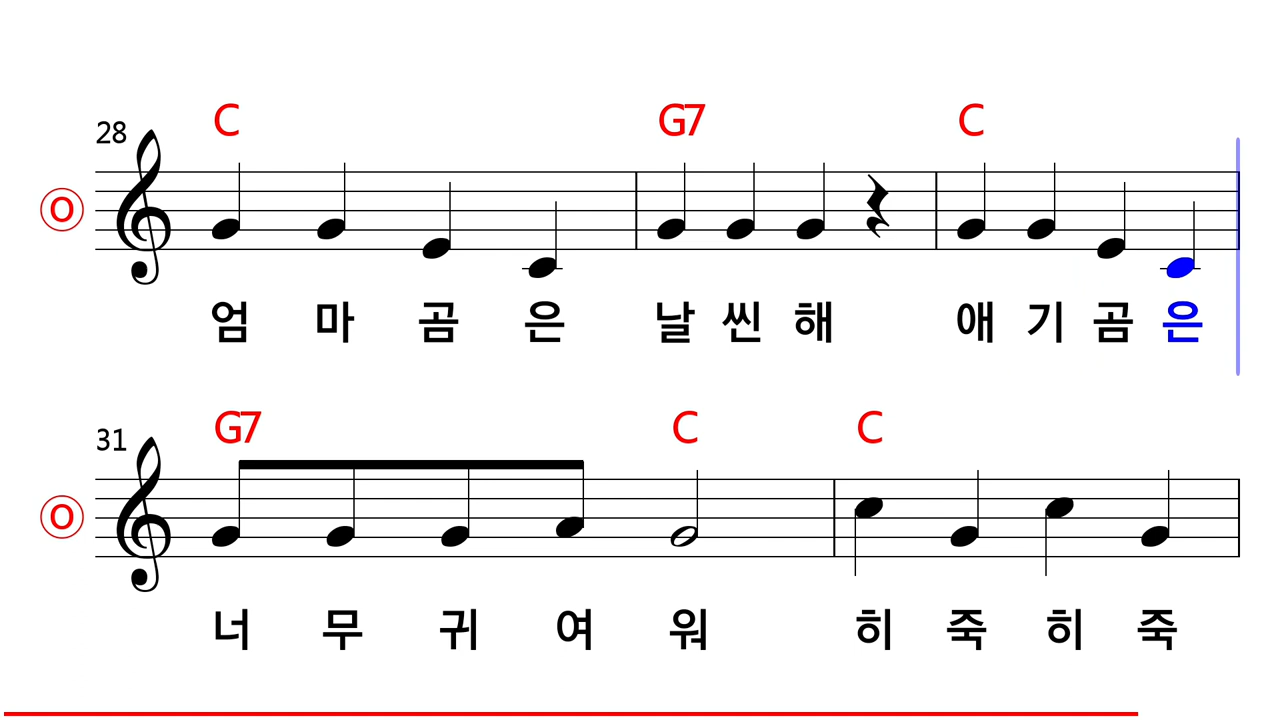 C G7 C
28
O
엄 마 곰 은 날 씬 해 애 기 곰 은
G7 C C
31
O
너 무 귀 여 워 히 죽 히 죽